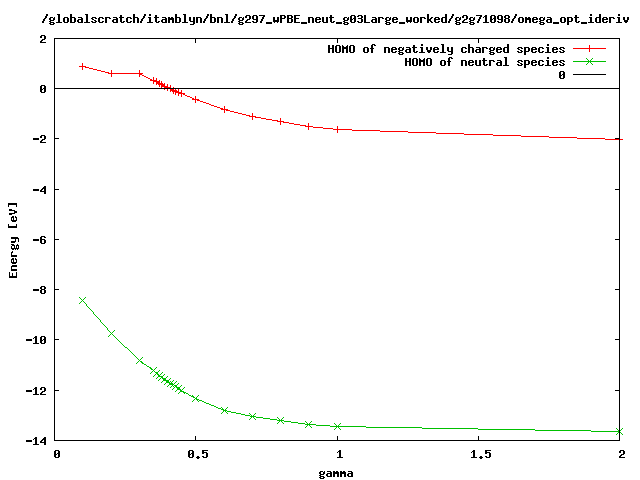 /globalscratch/itamblyn/bnl/g297_wPBE_neut_g03Large_worked/g2g71098/omega_opt_ideriv
HOMO of negatively charged species
HOMO of neutral species
0
2
0
-2
-4
-6
-8
-10
-12
-14
Energy [eV]
0 0.5 1 1.5 2
gamma